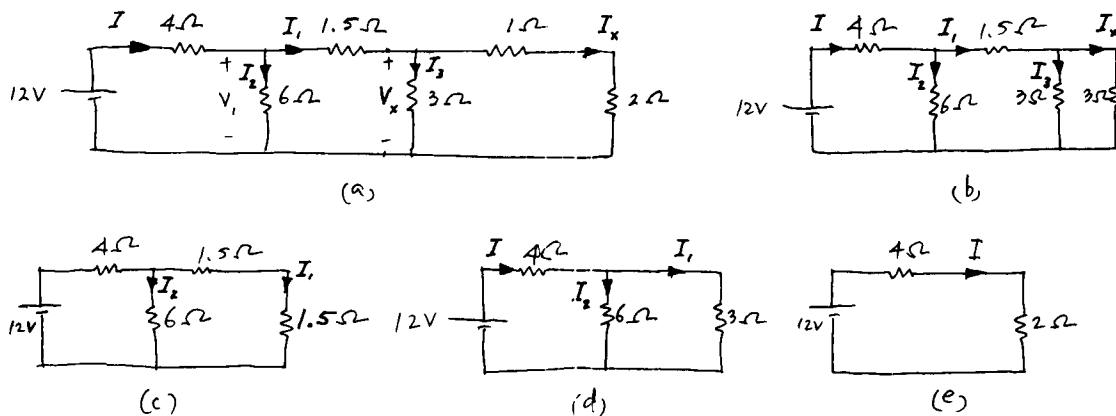 I 4Ω I₁ 1.5Ω 1Ω Iₓ
12V + V₁ - I₂ 6Ω + Vₓ - I₃ 3Ω 2Ω
(a)
I 4Ω I₁ 1.5Ω Iₓ
12V I₂ 6Ω I₃ 3Ω 3Ω
(b)
4Ω 1.5Ω
12V I₂ 6Ω I₁ 1.5Ω
(c)
I 4Ω I₁
12V I₂ 6Ω 3Ω
(d)
4Ω I
12V 2Ω
(e)